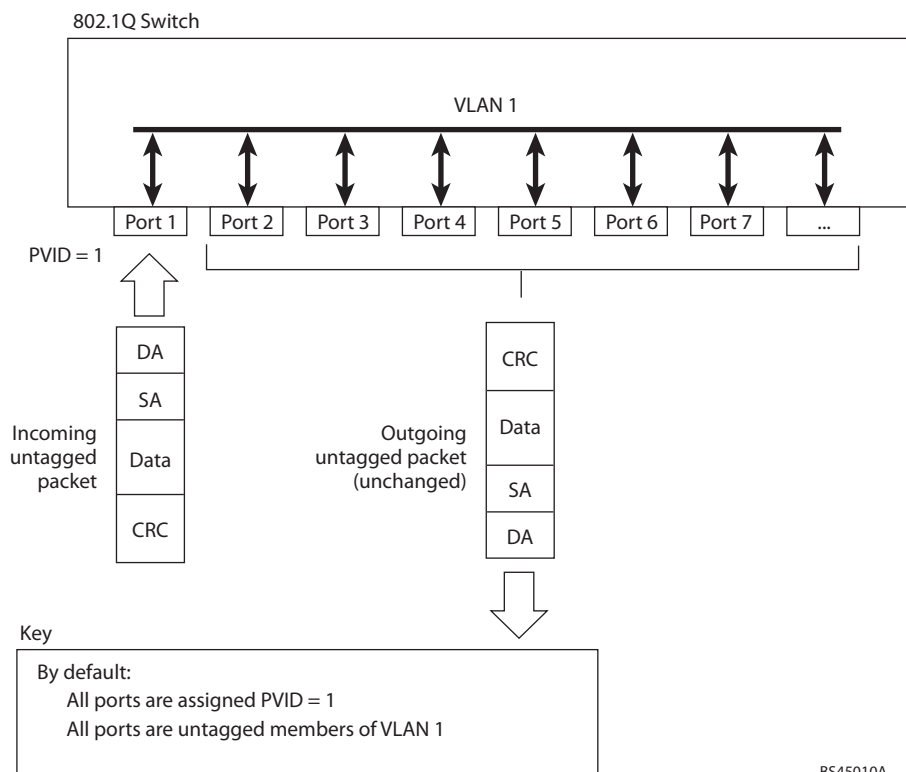 802.1Q Switch
VLAN 1
Port 1
Port 2
Port 3
Port 4
Port 5
Port 6
Port 7
...
PVID = 1
DA
SA
Data
CRC
Incoming
untagged
packet
CRC
Data
SA
DA
Outgoing
untagged packet
(unchanged)
Key
By default:
All ports are assigned PVID = 1
All ports are untagged members of VLAN 1
BS45010A